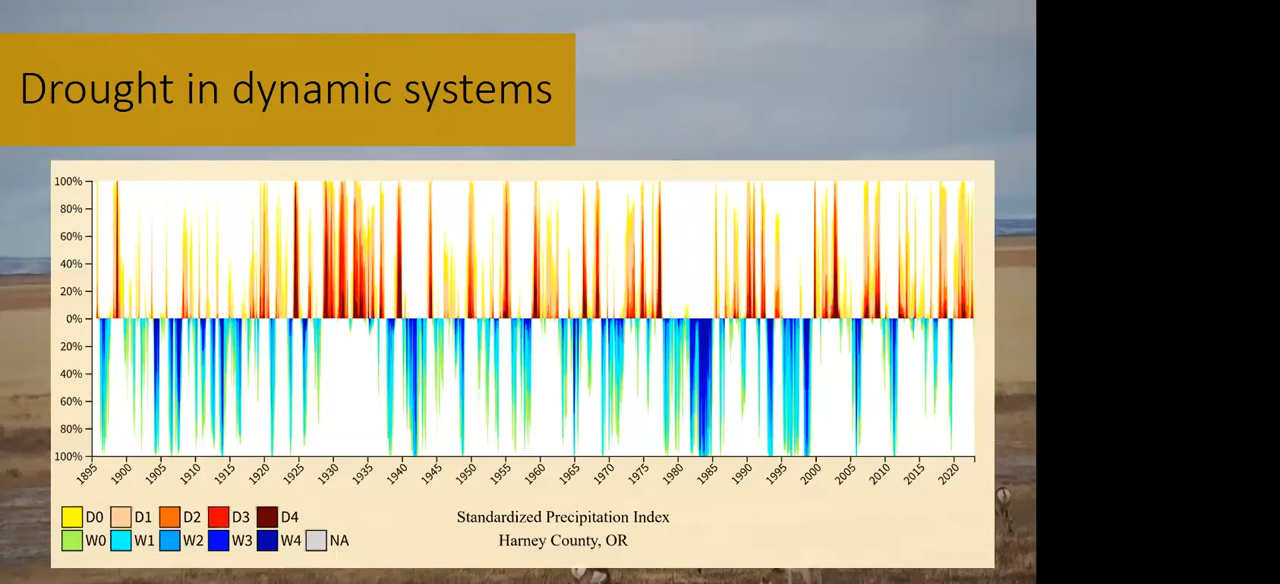 Drought in dynamic systems
100%
80%
60%
40%
20%
0%
20%
40%
60%
80%
100%
1895 1900 1905 1910 1915 1920 1925 1930 1935 1940 1945 1950 1955 1960 1965 1970 1975 1980 1985 1990 1995 2000 2005 2010 2015 2020
D0 D1 D2 D3 D4
W0 W1 W2 W3 W4 NA
Standardized Precipitation Index
Harney County, OR